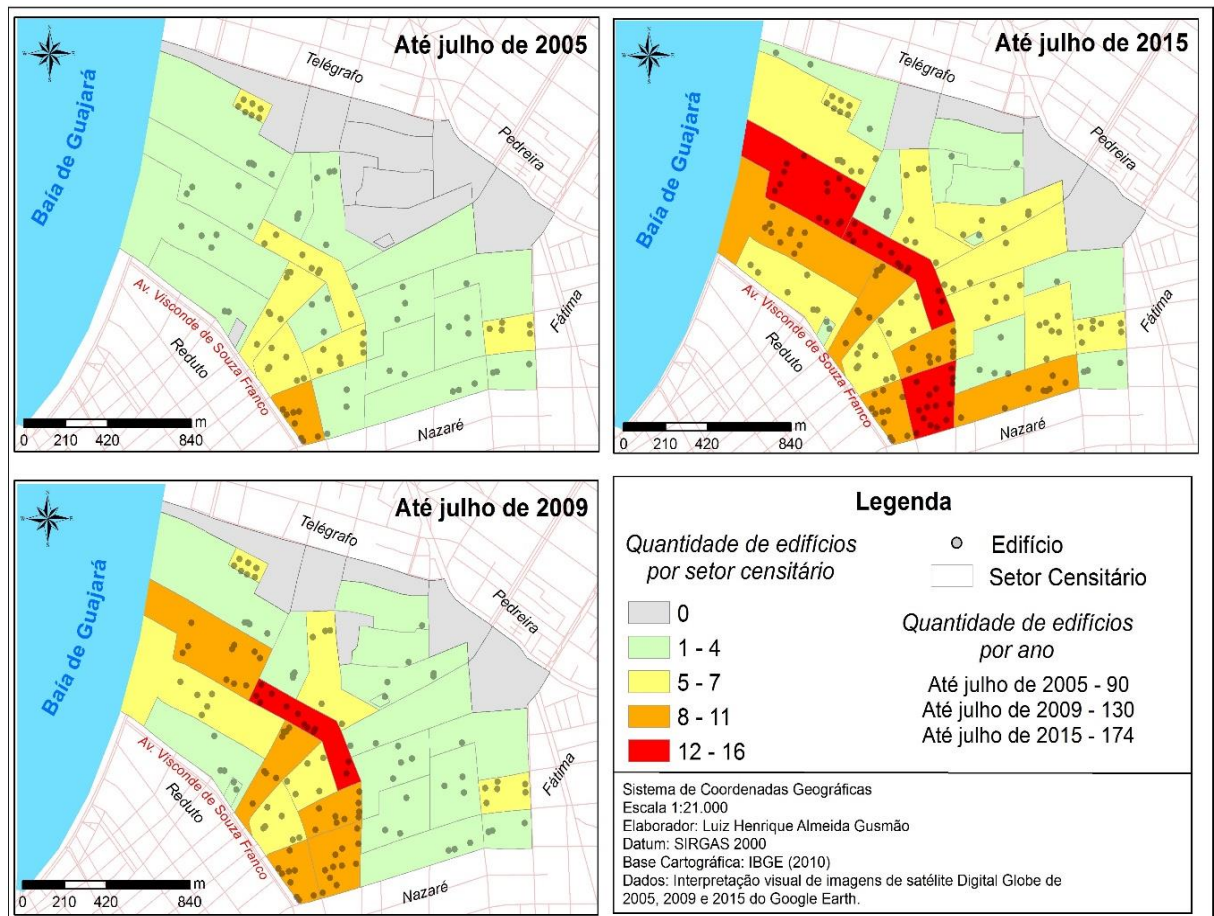 Até julho de 2005
Telégrafo
Pedreira
Baía de Guajará
Av. Visconde de Souza Franco
Reduto
Fátima
Nazaré
m
0 210 420 840
Até julho de 2015
Telégrafo
Pedreira
Baía de Guajará
Av. Visconde de Souza Franco
Reduto
Fátima
Nazaré
m
0 210 420 840
Até julho de 2009
Telégrafo
Pedreira
Baía de Guajará
Av. Visconde de Souza Franco
Reduto
Fátima
Nazaré
m
0 210 420 840
Legenda
Quantidade de edifícios
por setor censitário
0
1 - 4
5 - 7
8 - 11
12 - 16
Edifício
Setor Censitário
Quantidade de edifícios
por ano
Até julho de 2005 - 90
Até julho de 2009 - 130
Até julho de 2015 - 174
Sistema de Coordenadas Geográficas
Escala 1:21.000
Elaborador: Luiz Henrique Almeida Gusmão
Datum: SIRGAS 2000
Base Cartográfica: IBGE (2010)
Dados: Interpretação visual de imagens de satélite Digital Globe de
2005, 2009 e 2015 do Google Earth.